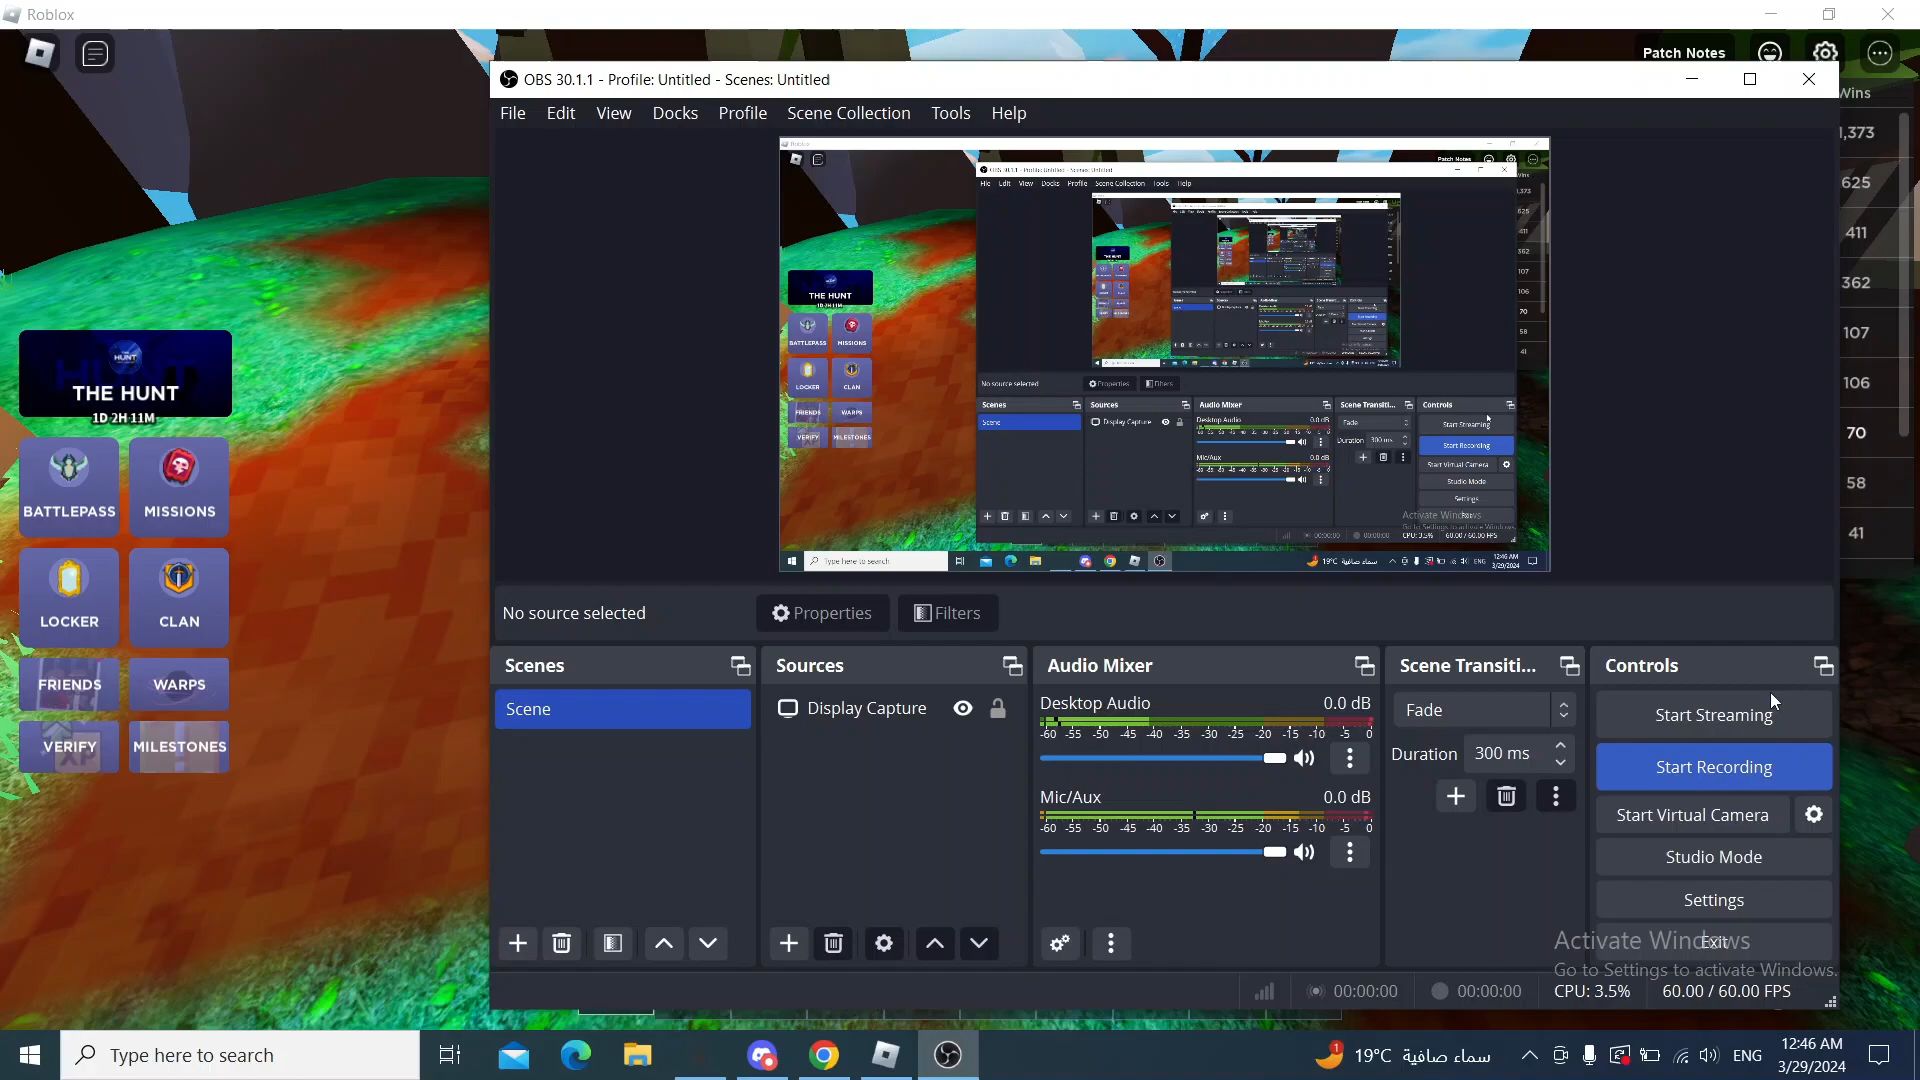 Roblox
Patch Notes
Wins
1,373
625
411
362
107
106
70
58
41
THE HUNT
1D 2H 11M
BATTLEPASS
MISSIONS
LOCKER
CLAN
FRIENDS
WARPS
VERIFY
MILESTONES
OBS 30.1.1 - Profile: Untitled - Scenes: Untitled
File Edit View Docks Profile Scene Collection Tools Help
No source selected
Properties
Filters
Scenes
Scene
Sources
Display Capture
Audio Mixer
Desktop Audio 0.0 dB
-60 -55 -50 -45 -40 -35 -30 -25 -20 -15 -10 -5 0
Mic/Aux 0.0 dB
-60 -55 -50 -45 -40 -35 -30 -25 -20 -15 -10 -5 0
Scene Transiti...
Fade
Duration 300 ms
Controls
Start Streaming
Start Recording
Start Virtual Camera
Studio Mode
Settings
Exit
Activate Windows
Go to Settings to activate Windows.
00:00:00
00:00:00
CPU: 3.5%
60.00 / 60.00 FPS
Type here to search
1
19°C سماء صافية
ENG
12:46 AM
3/29/2024